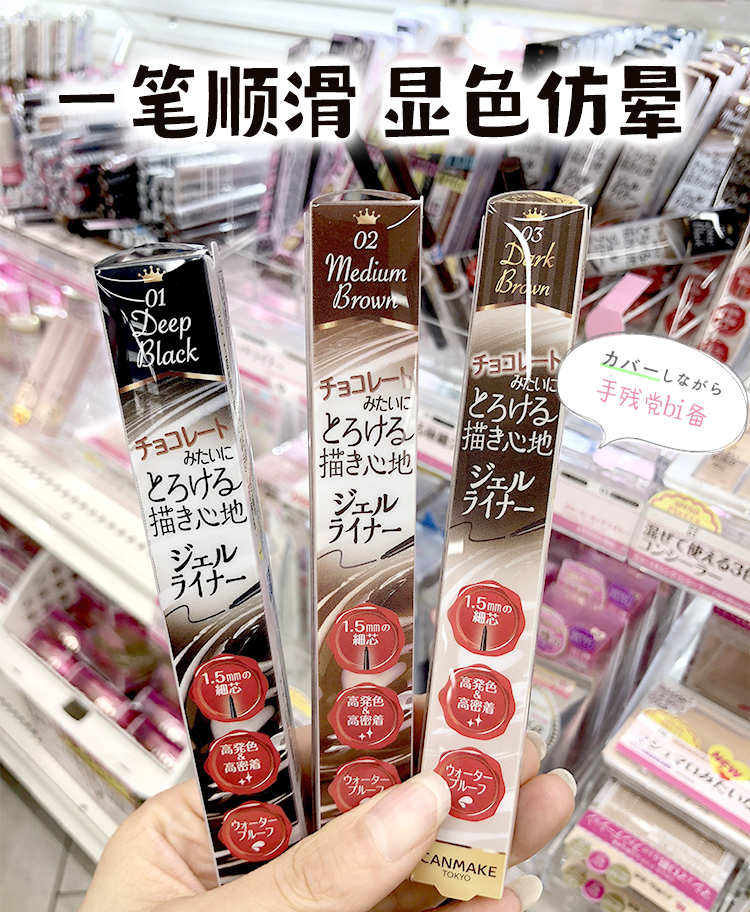 一笔顺滑 显色仿晕
01
Deep
Black
チョコレート
みたいに
とろける
描き心地
ジェル
ライナー
1.5mmの
細芯
高発色
&
高密着
ウォーター
プルーフ
02
Medium
Brown
チョコレート
みたいに
とろける
描き心地
ジェル
ライナー
1.5mmの
細芯
高発色
&
高密着
ウォーター
プルーフ
03
Dark
Brown
チョコレート
みたいに
とろける
描き心地
ジェル
ライナー
1.5mmの
細芯
高発色
&
高密着
ウォーター
プルーフ
CANMAKE
TOKYO
カバーしながら
手残党bi备
混ぜて使える3色
コンシーラー